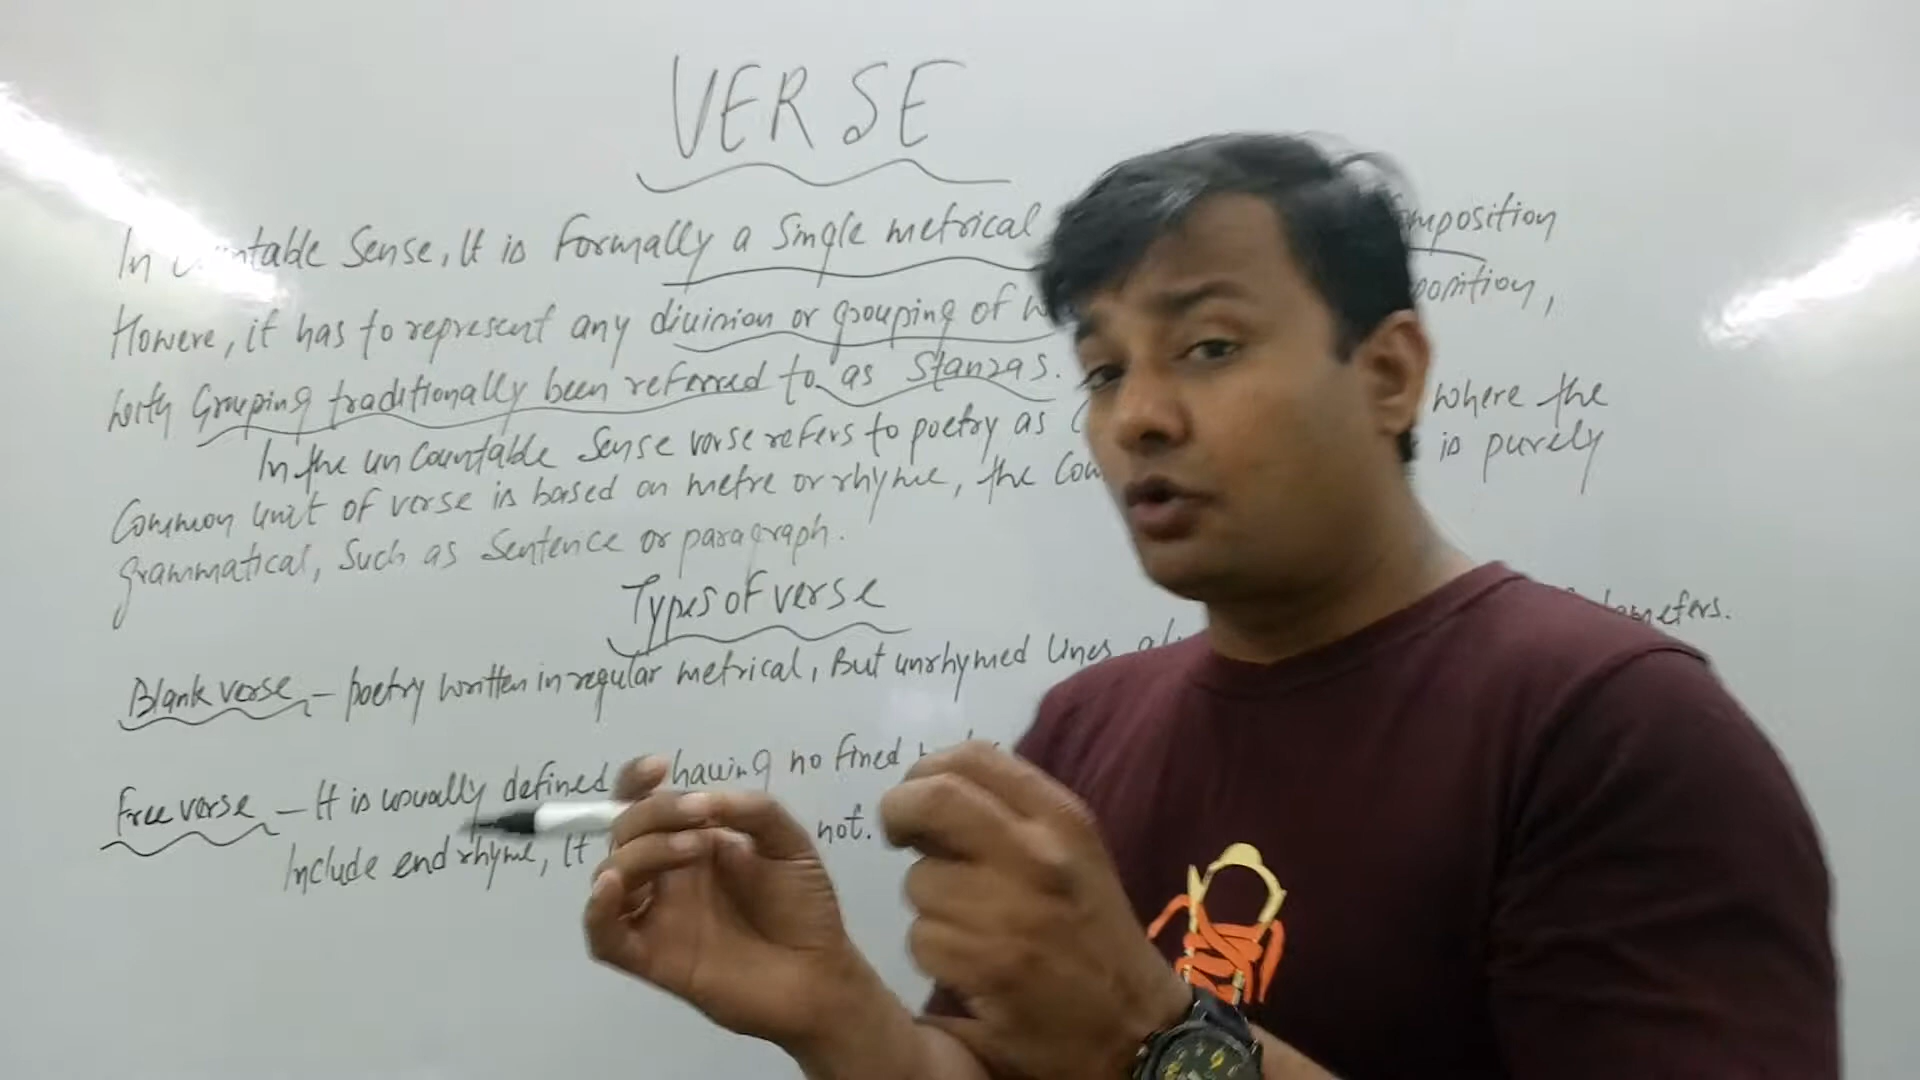 VERSE
In Sense, It is Formally a Single metrical
Howere, it has to represent any division or grouping of
with Grouping traditionally been referred to as Stanzas.
In the uncountable Sense verse refers to poetry as where the
Common unit of verse is based on metre or rhyme, the is purely
grammatical, Such as Sentence or paragraph.
Types of verse
Blank verse - poetry written in regular metrical, But unrhymed lines
Free verse - It is usually defined having no fixed
Include end rhyme, It not.